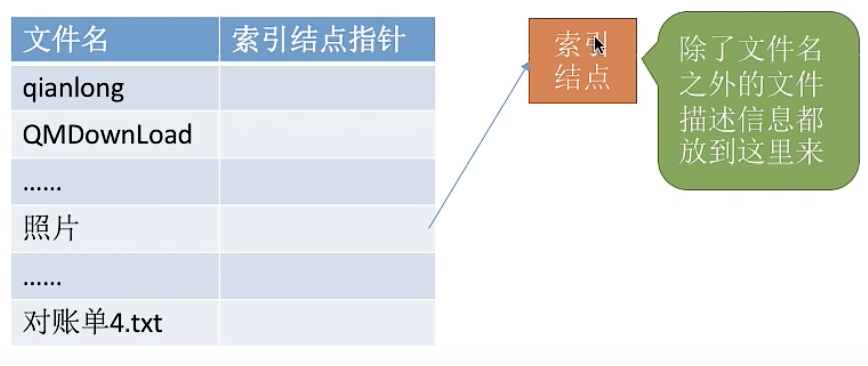 文件名 索引结点指针
qianlong
QMDownLoad
......
照片
......
对账单4.txt
索引
结点
除了文件名
之外的文件
描述信息都
放到这里来